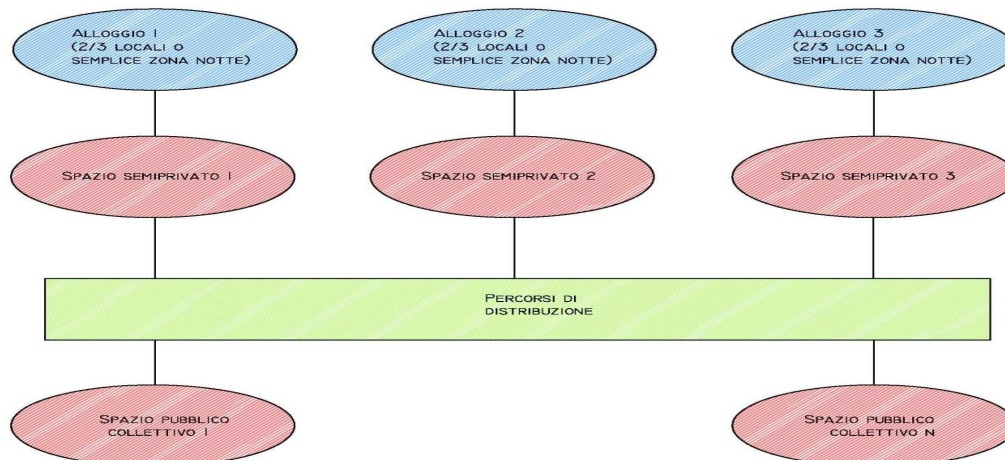 ALLOGGIO 1
(2/3 LOCALI O
SEMPLICE ZONA NOTTE)
ALLOGGIO 2
(2/3 LOCALI O
SEMPLICE ZONA NOTTE)
ALLOGGIO 3
(2/3 LOCALI O
SEMPLICE ZONA NOTTE)
SPAZIO SEMIPRIVATO 1
SPAZIO SEMIPRIVATO 2
SPAZIO SEMIPRIVATO 3
PERCORSI DI
DISTRIBUZIONE
SPAZIO PUBBLICO
COLLETTIVO 1
SPAZIO PUBBLICO
COLLETTIVO N